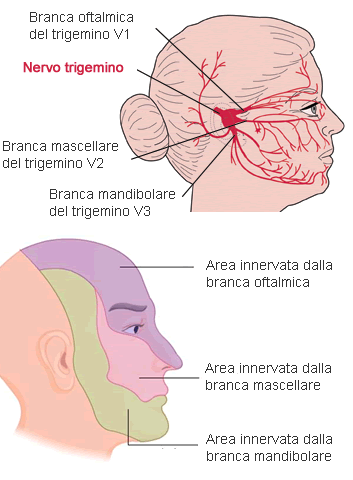 Branca oftalmica
del trigemino V1
Nervo trigemino
Branca mascellare
del trigemino V2
Branca mandibolare
del trigemino V3
Area innervata dalla
branca oftalmica
Area innervata dalla
branca mascellare
Area innervata dalla
branca mandibolare